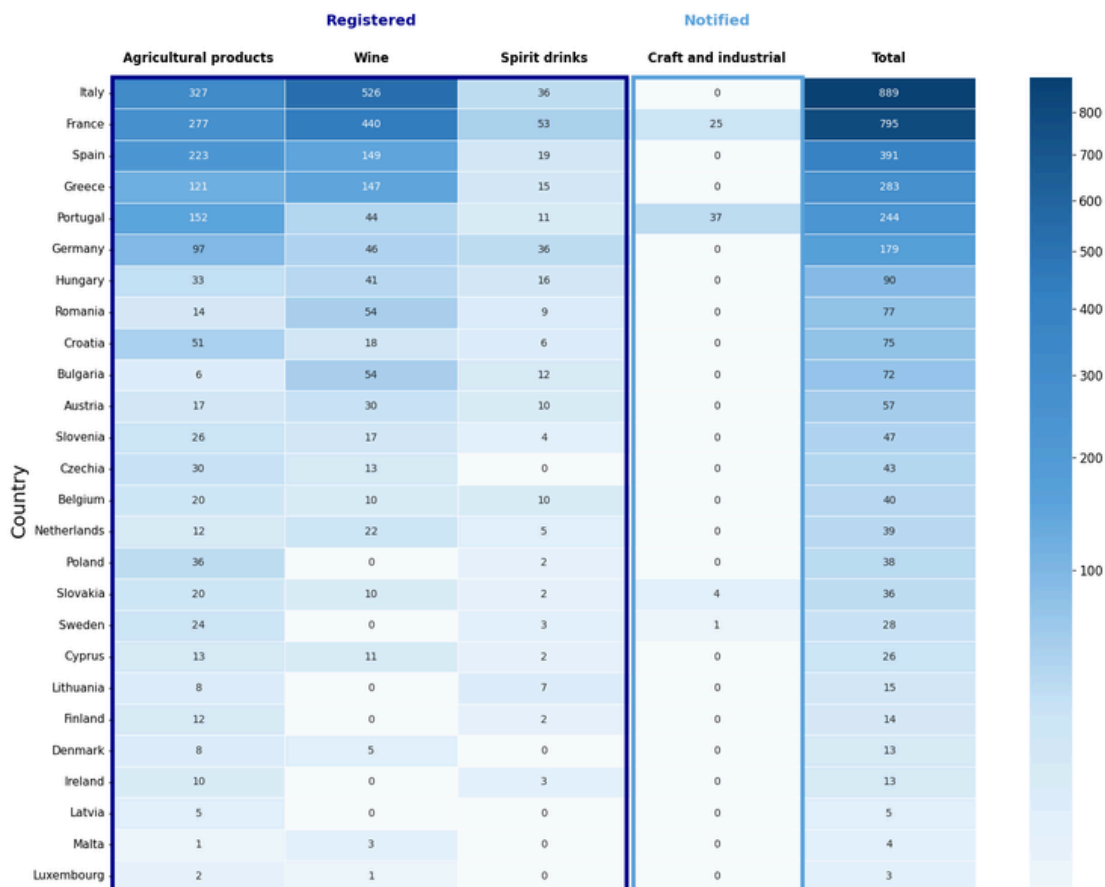 Registered Notified
Agricultural products Wine Spirit drinks Craft and industrial Total
Italy 327 526 36 0 889
France 277 440 53 25 795
Spain 223 149 19 0 391
Greece 121 147 15 0 283
Portugal 152 44 11 37 244
Germany 97 46 36 0 179
Hungary 33 41 16 0 90
Romania 14 54 9 0 77
Croatia 51 18 6 0 75
Bulgaria 6 54 12 0 72
Austria 17 30 10 0 57
Slovenia 26 17 4 0 47
Czechia 30 13 0 0 43
Belgium 20 10 10 0 40
Netherlands 12 22 5 0 39
Poland 36 0 2 0 38
Slovakia 20 10 2 4 36
Sweden 24 0 3 1 28
Cyprus 13 11 2 0 26
Lithuania 8 0 7 0 15
Finland 12 0 2 0 14
Denmark 8 5 0 0 13
Ireland 10 0 3 0 13
Latvia 5 0 0 0 5
Malta 1 3 0 0 4
Luxembourg 2 1 0 0 3
Country
800
700
600
500
400
300
200
100